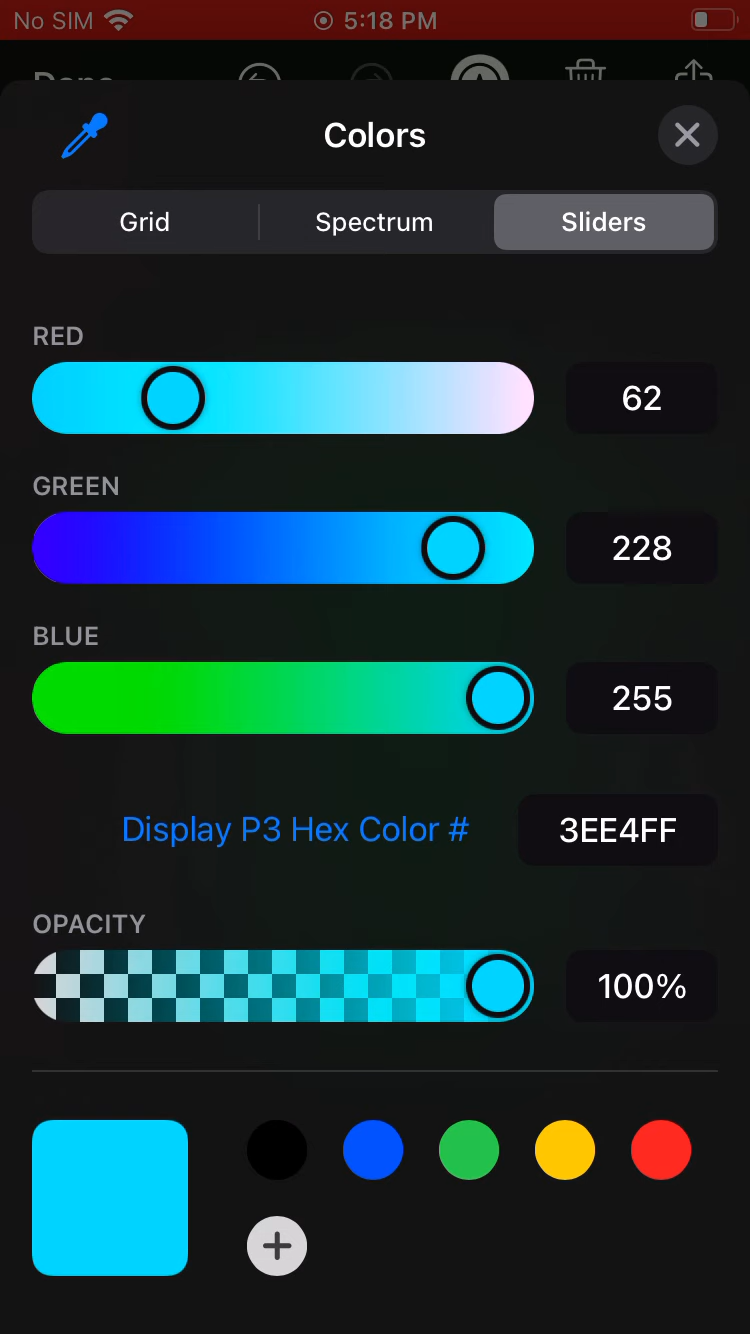 No SIM 5:18 PM
Done
Colors
Grid Spectrum Sliders
RED
62
GREEN
228
BLUE
255
Display P3 Hex Color # 3EE4FF
OPACITY
100%